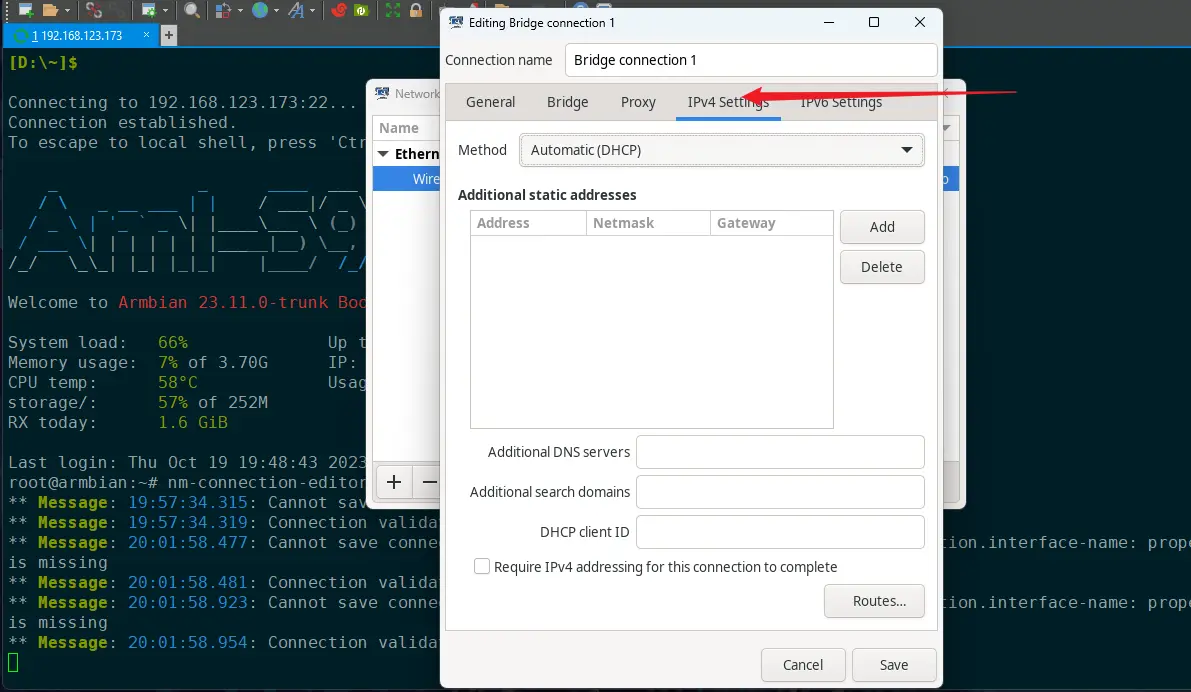 1 192.168.123.173
[D:\~]$
Connecting to 192.168.123.173:22...
Connection established.
To escape to local shell, press 'Ctr
Welcome to Armbian 23.11.0-trunk Boo
System load: 66% Up t
Memory usage: 7% of 3.70G IP:
CPU temp: 58°C Usag
storage/: 57% of 252M
RX today: 1.6 GiB
Last login: Thu Oct 19 19:48:43 2023
root@armbian:~# nm-connection-editor
** Message: 19:57:34.315: Cannot sav
** Message: 19:57:34.319: Connection valida
** Message: 20:01:58.477: Cannot save conne tion.interface-name: prope
is missing
** Message: 20:01:58.481: Connection valida
** Message: 20:01:58.923: Cannot save conne tion.interface-name: prope
is missing
** Message: 20:01:58.954: Connection valida
Network
Name
Ethern
Wire
Editing Bridge connection 1
Connection name Bridge connection 1
General Bridge Proxy IPv4 Settings IPv6 Settings
Method Automatic (DHCP)
Additional static addresses
Address Netmask Gateway
Add
Delete
Additional DNS servers
Additional search domains
DHCP client ID
Require IPv4 addressing for this connection to complete
Routes...
Cancel Save